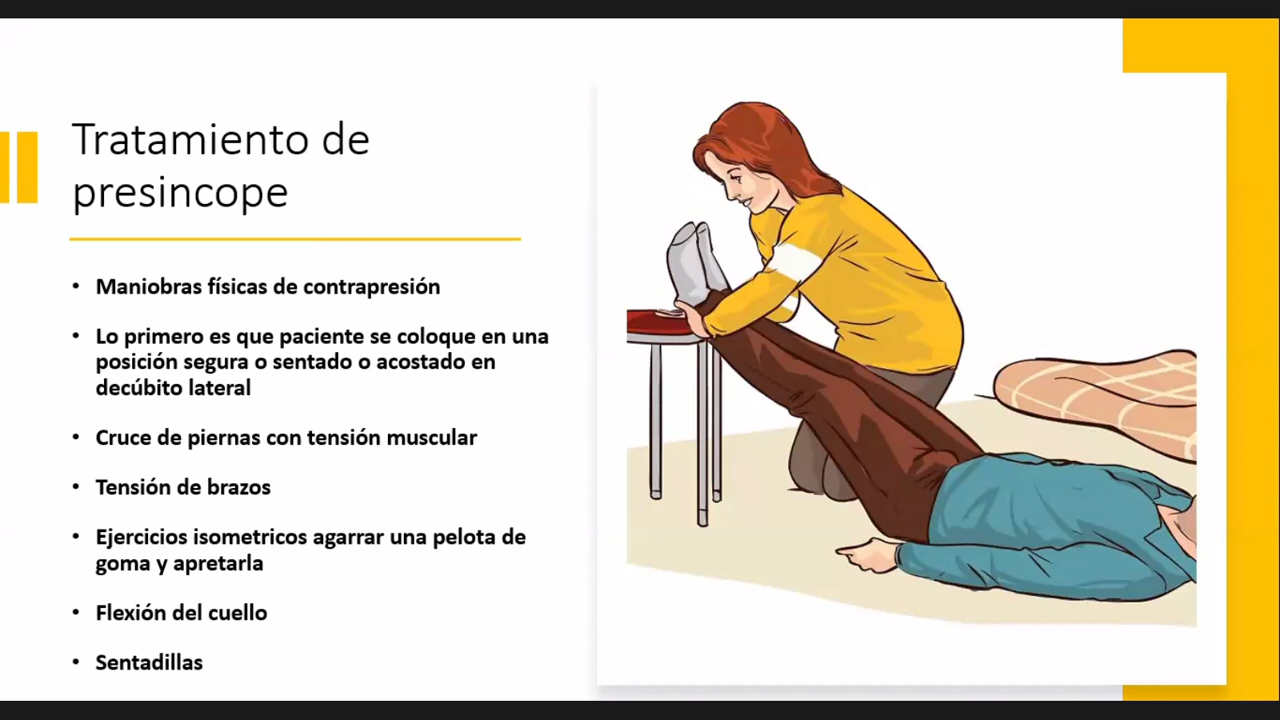 Tratamiento de
presincope
• Maniobras físicas de contrapresión
• Lo primero es que paciente se coloque en una
posición segura o sentado o acostado en
decúbito lateral
• Cruce de piernas con tensión muscular
• Tensión de brazos
• Ejercicios isometricos agarrar una pelota de
goma y apretarla
• Flexión del cuello
• Sentadillas